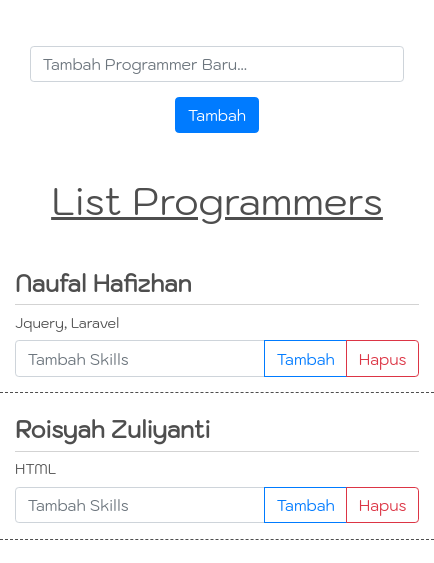 Tambah Programmer Baru...
Tambah
List Programmers
Naufal Hafizhan
Jquery, Laravel
Tambah Skills Tambah Hapus
Roisyah Zuliyanti
HTML
Tambah Skills Tambah Hapus